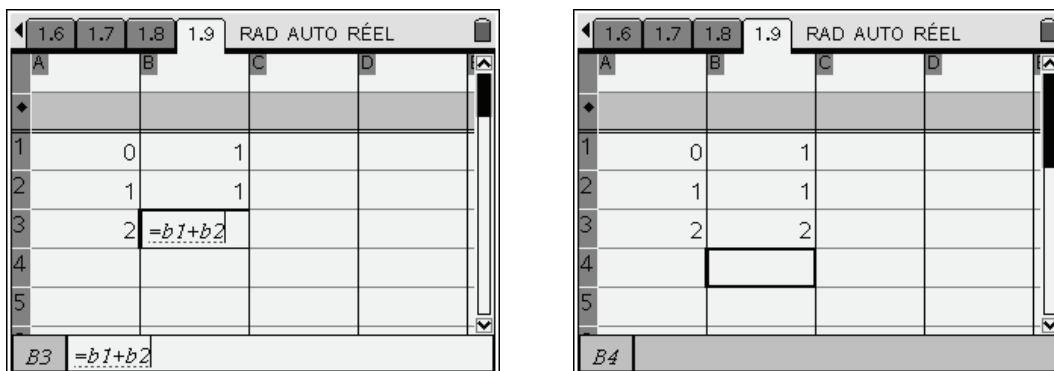 1.6 1.7 1.8 1.9 RAD AUTO RÉEL
A B C D E
1 0 1
2 1 1
3 2 =b1+b2
4
5
B3 =b1+b2
1.6 1.7 1.8 1.9 RAD AUTO RÉEL
A B C D E
1 0 1
2 1 1
3 2 2
4
5
B4